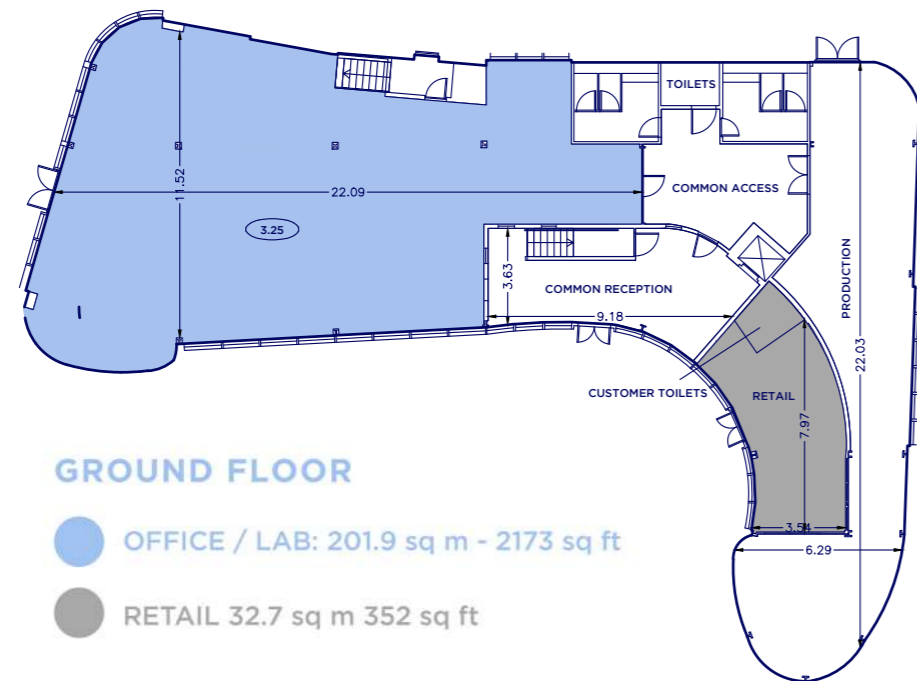 TOILETS
COMMON ACCESS
11.52
22.09
3.25
3.63
COMMON RECEPTION
9.18
PRODUCTION
22.03
CUSTOMER TOILETS
RETAIL
7.97
3.54
6.29
GROUND FLOOR
OFFICE / LAB: 201.9 sq m - 2173 sq ft
RETAIL 32.7 sq m 352 sq ft